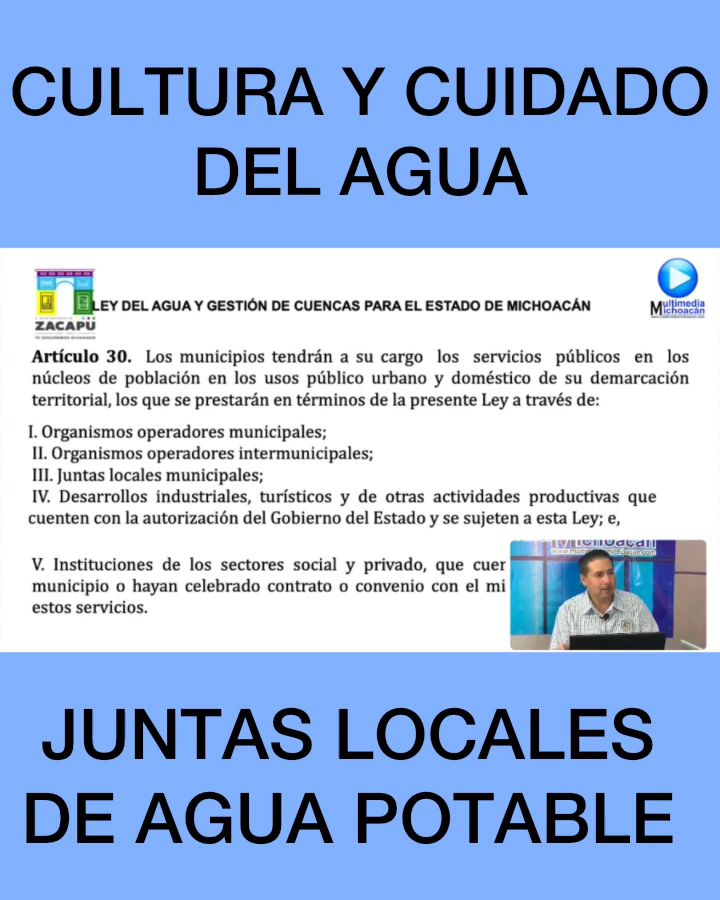 CULTURA Y CUIDADO
DEL AGUA
LEY DEL AGUA Y GESTIÓN DE CUENCAS PARA EL ESTADO DE MICHOACÁN
ZACAPU
Multimedia
Michoacán
Artículo 30. Los municipios tendrán a su cargo los servicios públicos en los
núcleos de población en los usos público urbano y doméstico de su demarcación
territorial, los que se prestarán en términos de la presente Ley a través de:
I. Organismos operadores municipales;
II. Organismos operadores intermunicipales;
III. Juntas locales municipales;
IV. Desarrollos industriales, turísticos y de otras actividades productivas que
cuenten con la autorización del Gobierno del Estado y se sujeten a esta Ley; e,
V. Instituciones de los sectores social y privado, que
municipio o hayan celebrado contrato o convenio con el
estos servicios.
Michoacán
JUNTAS LOCALES
DE AGUA POTABLE